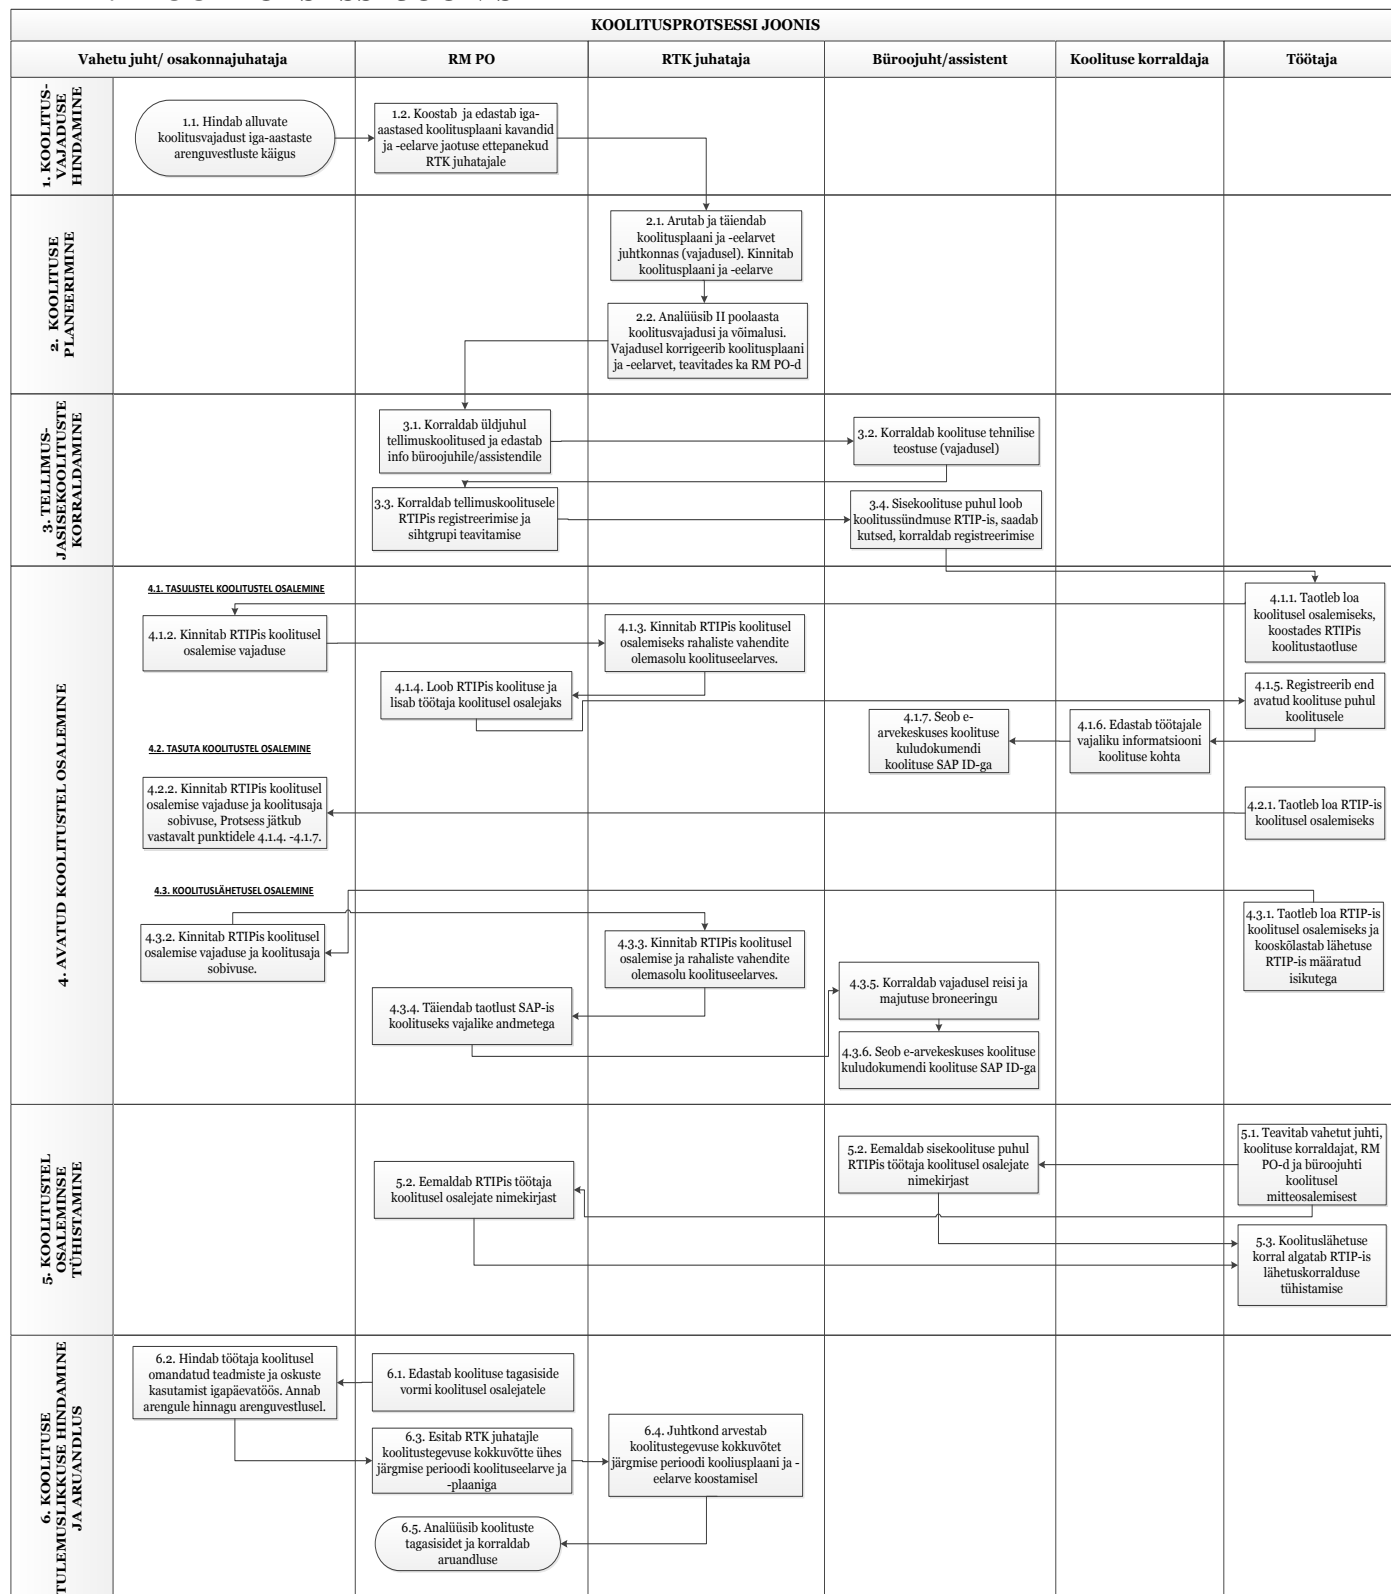 KOOLITUSPROTSESSI JOONIS
Vahetu juht/ osakonnajuhataja
RM PO
RTK juhataja
Büroojuht/assistent
Koolituse korraldaja
Töötaja
1. KOOLITUS-
VAJADUSE
HINDAMINE
1.1. Hindab alluvate
koolitusvajadust iga-aastaste
arenguvestluste käigus
1.2. Koostab ja edastab iga-
aastased koolitusplaani kavandid
ja -eelarve jaotuse ettepanekud
RTK juhatajale
2. KOOLITUSE
PLANEERIMINE
2.1. Arutab ja täiendab
koolitusplaani ja -eelarvet
juhtkonnas (vajadusel). Kinnitab
koolitusplaani ja -eelarve
2.2. Analüüsib II poolaasta
koolitusvajadusi ja võimalusi.
Vajadusel korrigeerib koolitusplaani
ja -eelarvet, teavitades ka RM PO-d
3. TELLIMUS-
JASISEKOOLITUSTE
KORRALDAMINE
3.1. Korraldab üldjuhul
tellimuskoolitused ja edastab
info büroojuhile/assistendile
3.2. Korraldab koolituse tehnilise
teostuse (vajadusel)
3.3. Korraldab tellimuskoolitusele
RTIPis registreerimise ja
sihtgrupi teavitamise
3.4. Sisekoolituse puhul loob
koolitussündmuse RTIP-is, saadab
kutsed, korraldab registreerimise
4. AVATUD KOOLITUSTEL OSALEMINE
4.1. TASULISTEL KOOLITUSTEL OSALEMINE
4.1.1. Taotleb loa
koolitusel osalemiseks,
koostades RTIPis
koolitustaotluse
4.1.2. Kinnitab RTIPis koolitusel
osalemise vajaduse
4.1.3. Kinnitab RTIPis koolitusel
osalemiseks rahaliste vahendite
olemasolu koolituseelarves.
4.1.4. Loob RTIPis koolituse ja
lisab töötaja koolitusel osalejaks
4.1.5. Registreerib end
avatud koolituse puhul
koolitusele
4.1.6. Edastab töötajale
vajaliku informatsiooni
koolituse kohta
4.1.7. Seob e-
arvekeskuses koolituse
kuludokumendi
koolituse SAP ID-ga
4.2. TASUTA KOOLITUSTEL OSALEMINE
4.2.2. Kinnitab RTIPis koolitusel
osalemise vajaduse ja koolitusaja
sobivuse, Protsess jätkub
vastavalt punktidele 4.1.4. -4.1.7.
4.2.1. Taotleb loa RTIP-is
koolitusel osalemiseks
4.3. KOOLITUSLÄHETUSEL OSALEMINE
4.3.1. Taotleb loa RTIP-is
koolitusel osalemiseks ja
kooskõlastab lähetuse
RTIP-is määratud
isikutega
4.3.2. Kinnitab RTIPis koolitusel
osalemise vajaduse ja koolitusaja
sobivuse.
4.3.3. Kinnitab RTIPis koolitusel
osalemise ja rahaliste vahendite
olemasolu koolituseelarves.
4.3.4. Täiendab taotlust SAP-is
koolituseks vajalike andmetega
4.3.5. Korraldab vajadusel reisi ja
majutuse broneeringu
4.3.6. Seob e-arvekeskuses koolituse
kuludokumendi koolituse SAP ID-ga
5. KOOLITUSTEL
OSALEMINSE
TÜHISTAMINE
5.1. Teavitab vahetut juhti,
koolituse korraldajat, RM
PO-d ja büroojuhti
koolitusel
mitteosalemisest
5.2. Eemaldab sisekoolituse puhul
RTIPis töötaja koolitusel osalejate
nimekirjast
5.2. Eemaldab RTIPis töötaja
koolitusel osalejate nimekirjast
5.3. Koolituslähetuse
korral algatab RTIP-is
lähetuskorralduse
tühistamise
6. KOOLITUSE
TULEMUSLIKKUSE HINDAMINE
JA ARUANDLUS
6.2. Hindab töötaja koolitusel
omandatud teadmiste ja oskuste
kasutamist igapäevatöös. Annab
arengule hinnagu arenguvestlusel.
6.1. Edastab koolituse tagasiside
vormi koolitusel osalejatele
6.3. Esitab RTK juhatajle
koolitustegevuse kokkuvõtte ühes
järgmise perioodi koolituseelarve ja
-plaaniga
6.4. Juhtkond arvestab
koolitustegevuse kokkuvõtet
järgmise perioodi kooliusplaani ja -
eelarve koostamisel
6.5. Analüüsib koolituste
tagasisidet ja korraldab
aruandluse